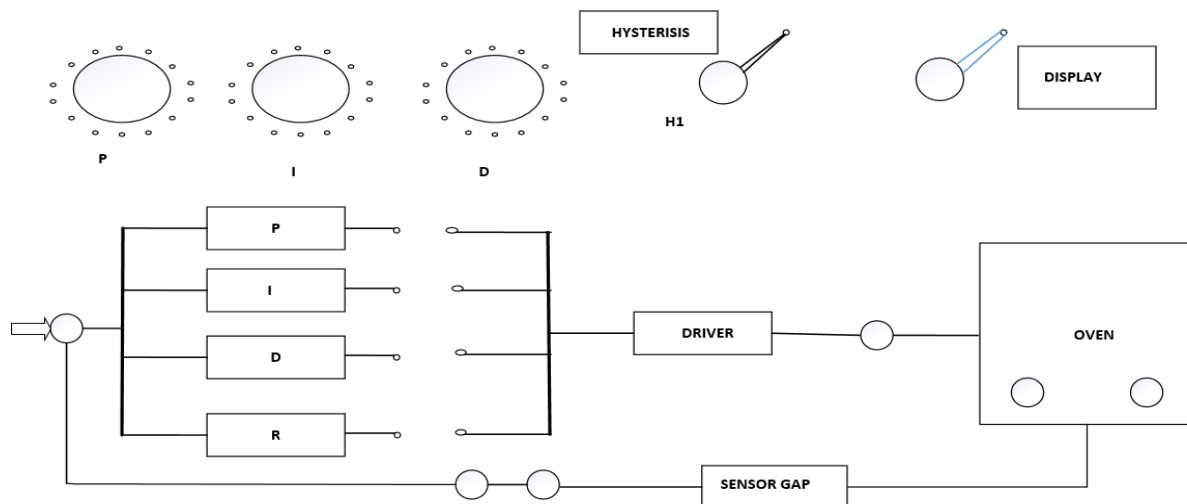 HYSTERISIS
DISPLAY
H1
P
I
D
P
I
D
R
DRIVER
OVEN
SENSOR GAP